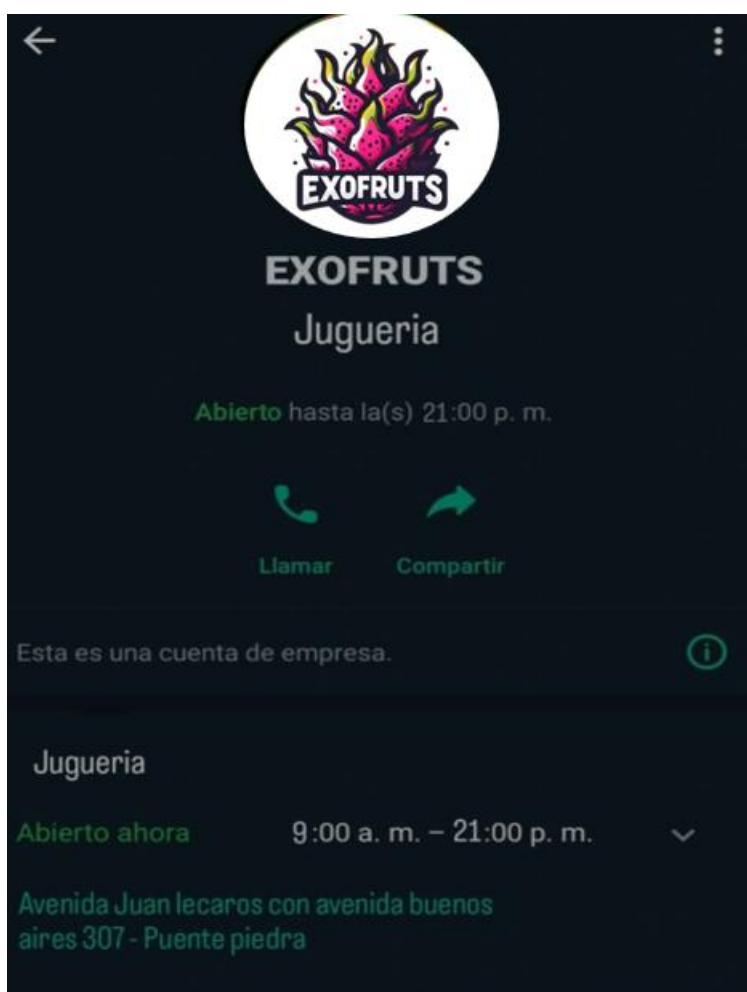 EXOFRUTS
EXOFRUTS
Jugueria
Abierto hasta la(s) 21:00 p. m.
Llamar Compartir
Esta es una cuenta de empresa.
Jugueria
Abierto ahora 9:00 a. m. – 21:00 p. m.
Avenida Juan lecaros con avenida buenos
aires 307 - Puente piedra